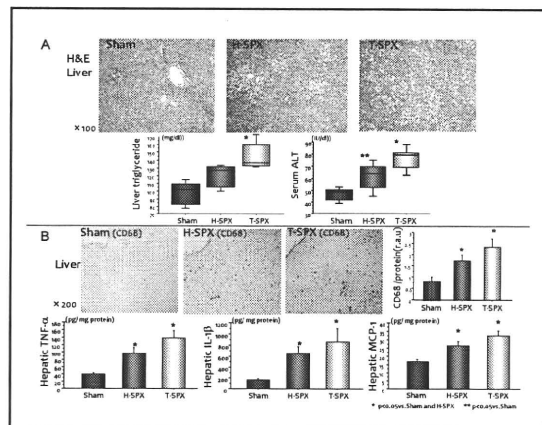 A
Sham
H-SPX
T-SPX
H&E
Liver
×100
Liver triglyceride
(mg/dl)
*
Sham H-SPX T-SPX
Serum ALT
** *
Sham H-SPX T-SPX
B
Sham (CD68)
H-SPX (CD68)
T-SPX (CD68)
Liver
×200
CD68/protein(r.a.u)
* *
Sham H-SPX T-SPX
Hepatic TNF-α
(pg/mg protein)
* *
Sham H-SPX T-SPX
Hepatic IL-1β
(pg/mg protein)
* *
Sham H-SPX T-SPX
Hepatic MCP-1
(pg/mg protein)
* *
Sham H-SPX T-SPX
* p<0.05vs.Sham and H-SPX ** p<0.05vs.Sham